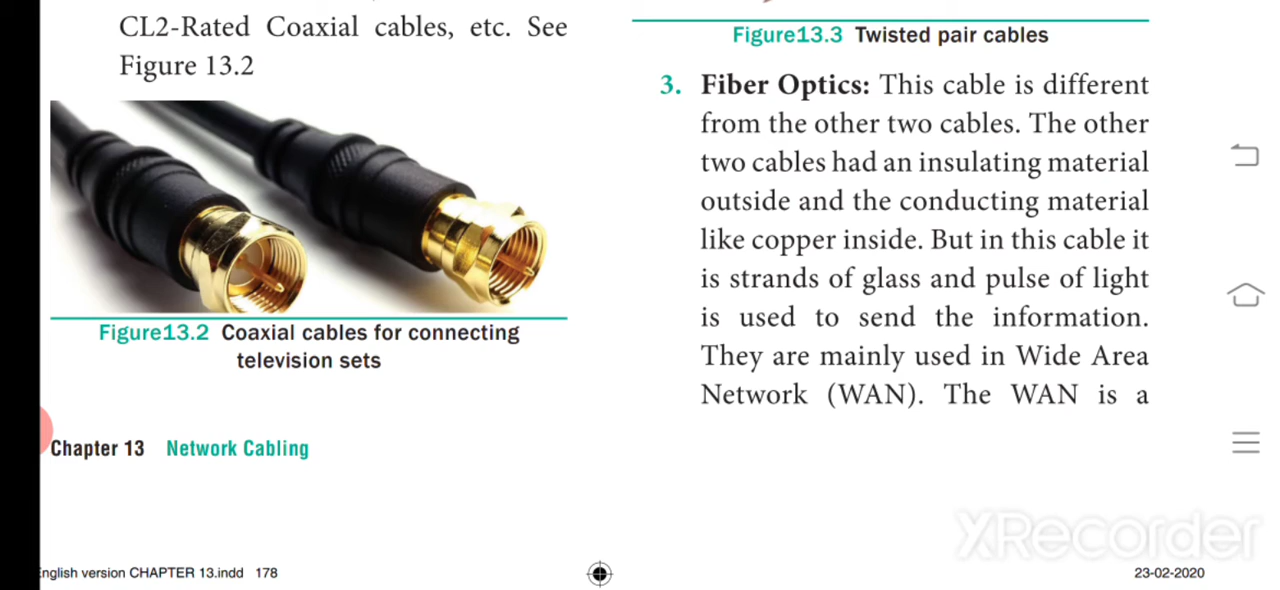 CL2-Rated Coaxial cables, etc. See
Figure 13.2
Figure13.2 Coaxial cables for connecting
television sets
Chapter 13 Network Cabling
Figure13.3 Twisted pair cables
3. Fiber Optics: This cable is different
from the other two cables. The other
two cables had an insulating material
outside and the conducting material
like copper inside. But in this cable it
is strands of glass and pulse of light
is used to send the information.
They are mainly used in Wide Area
Network (WAN). The WAN is a
XRecorder
nglish version CHAPTER 13.indd 178
23-02-2020